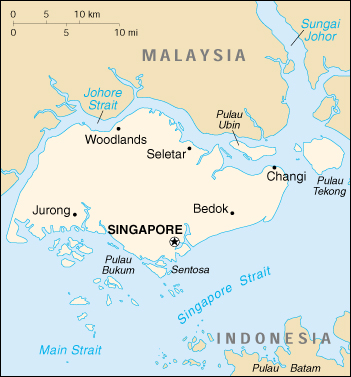 0 5 10 km
0 5 10 mi
MALAYSIA
Sungai
Johor
Johore
Strait
Woodlands
Seletar
Pulau
Ubin
Changi
Pulau
Tekong
Jurong
Bedok
SINGAPORE
Pulau
Bukum
Sentosa
Singapore Strait
Main Strait
INDONESIA
Pulau Batam